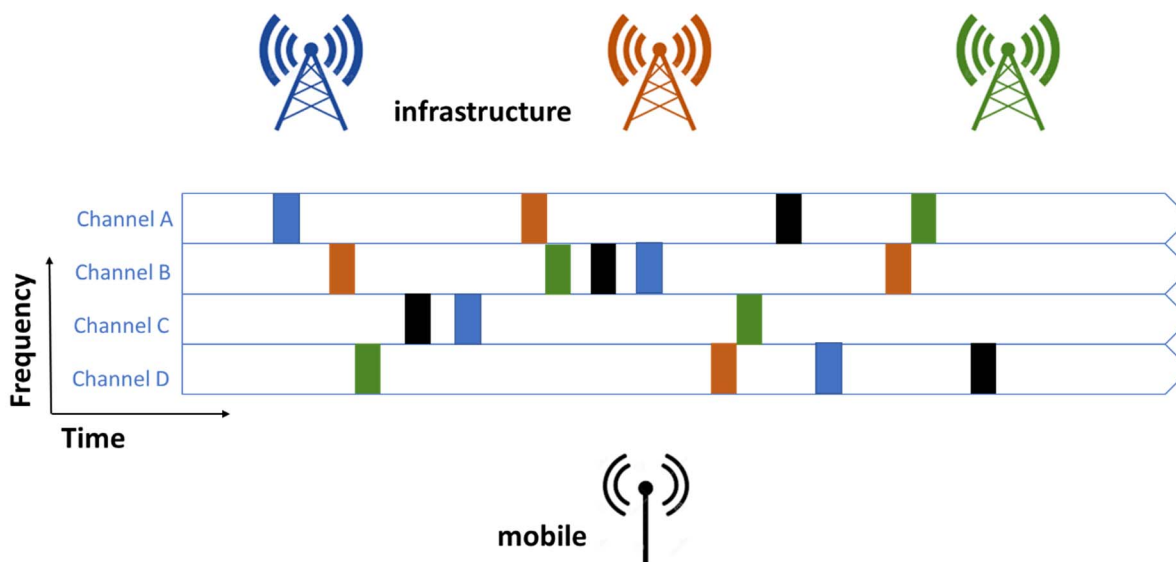 infrastructure
Channel A
Channel B
Channel C
Channel D
Frequency
Time
mobile